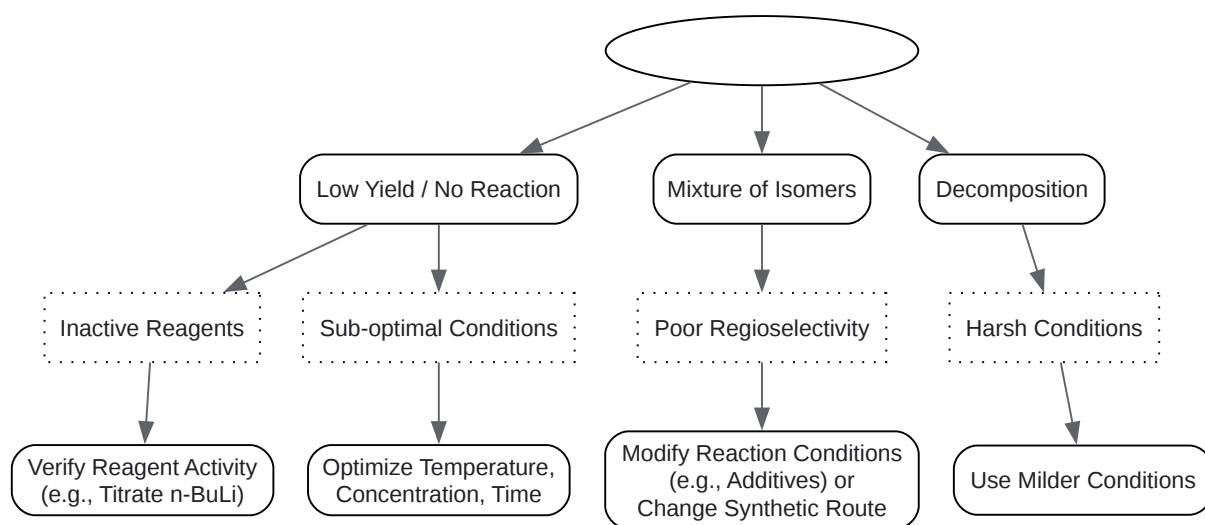 Low Yield / No Reaction
Mixture of Isomers
Decomposition
Inactive Reagents
Sub-optimal Conditions
Poor Regioselectivity
Harsh Conditions
Verify Reagent Activity
(e.g., Titrate n-BuLi)
Optimize Temperature,
Concentration, Time
Modify Reaction Conditions
(e.g., Additives) or
Change Synthetic Route
Use Milder Conditions